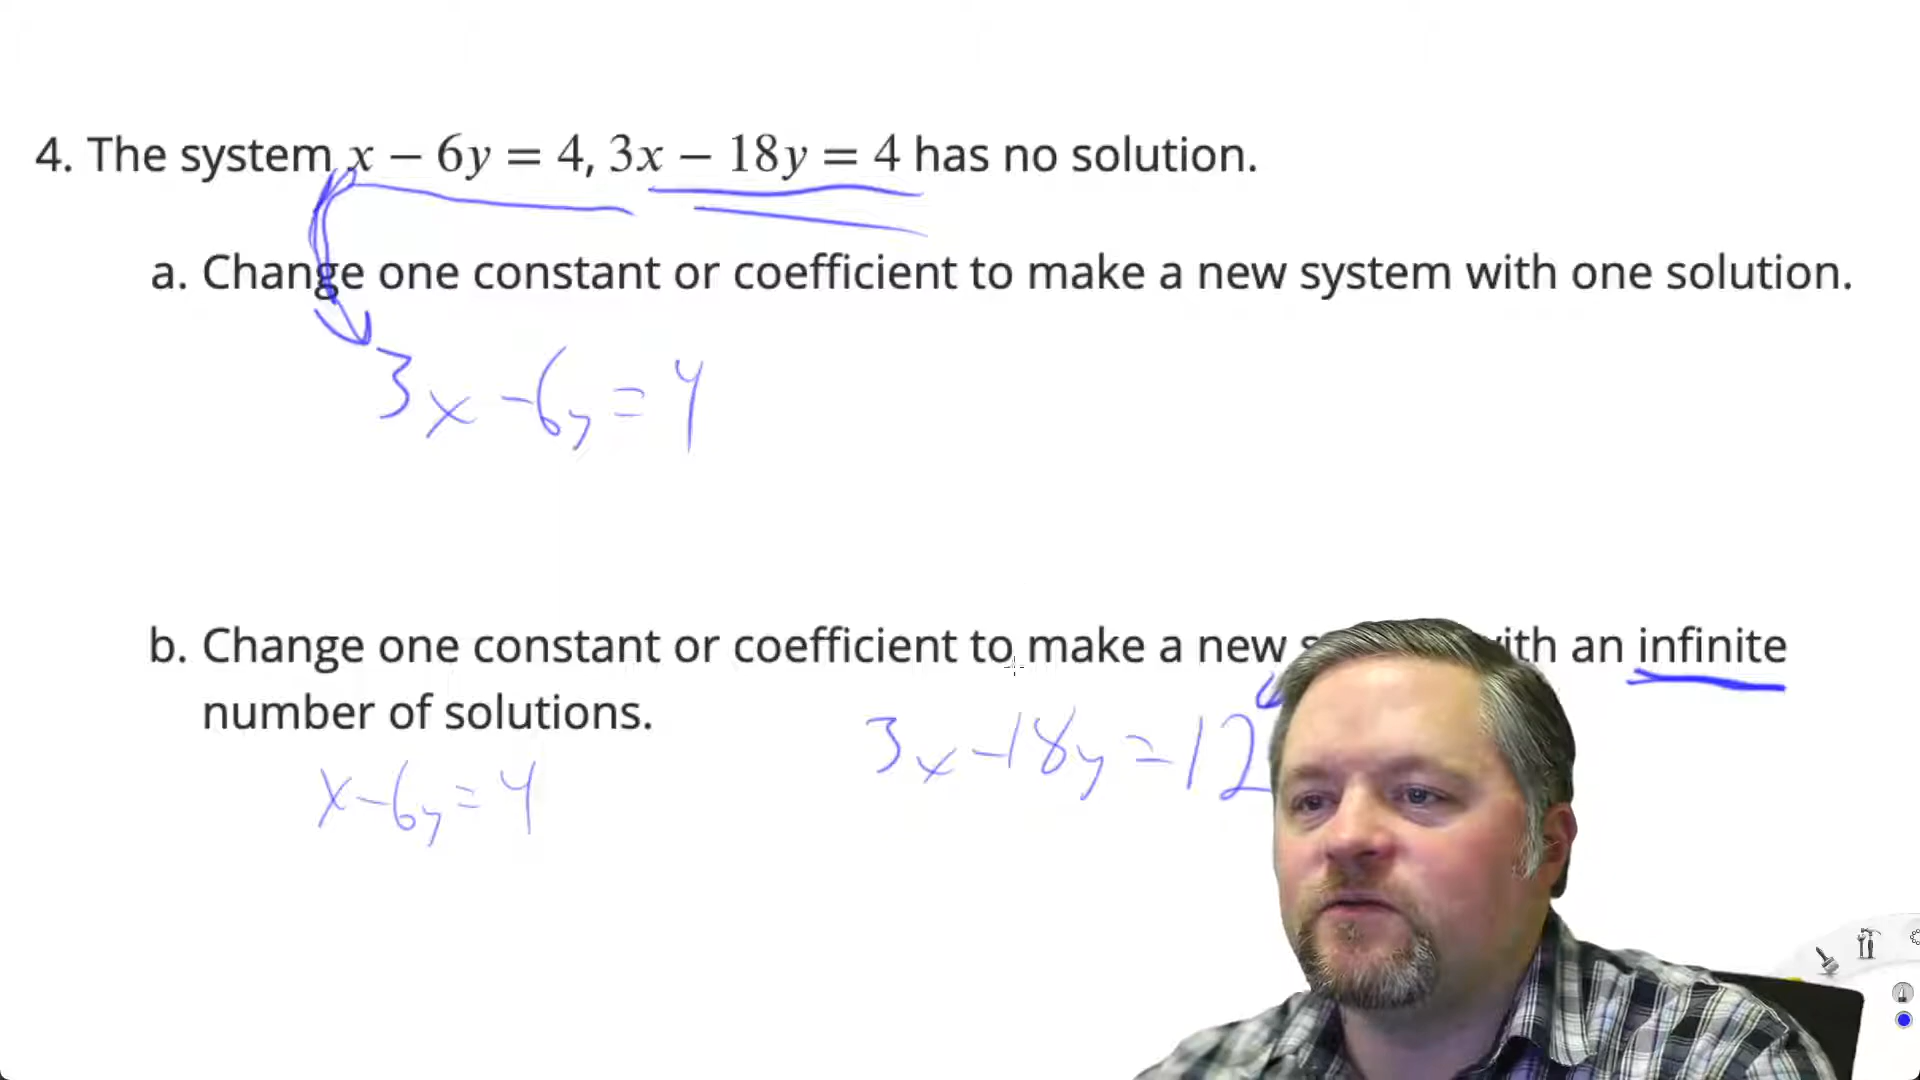 4. The system x − 6y = 4, 3x − 18y = 4 has no solution.
a. Change one constant or coefficient to make a new system with one solution.
3x - 6y = 4
b. Change one constant or coefficient to make a new with an infinite
number of solutions.
3x - 18y = 12
x - 6y = 4